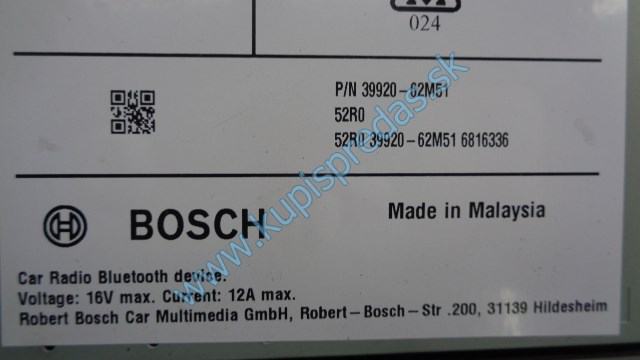 024
P/N 39920-62M51
52R0
52R0 39920-62M51 6816336
BOSCH
Made in Malaysia
Car Radio Bluetooth device.
Voltage: 16V max. Current: 12A max.
Robert Bosch Car Multimedia GmbH, Robert-Bosch-Str .200, 31139 Hildesheim
www.kupispredas.sk